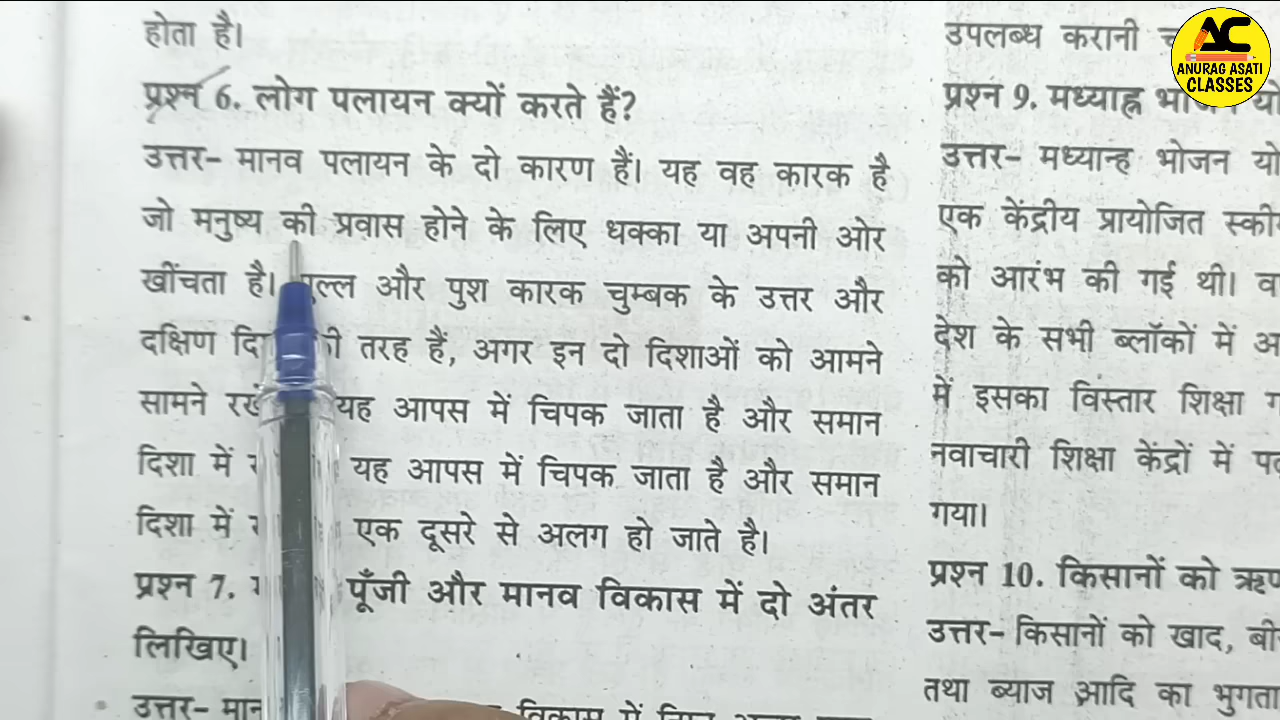 होता है।
प्रश्न 6. लोग पलायन क्यों करते हैं?
उत्तर- मानव पलायन के दो कारण हैं। यह वह कारक है
जो मनुष्य की प्रवास होने के लिए धक्का या अपनी ओर
खींचता है। और पुश कारक चुम्बक के उत्तर और
दक्षिण तरह हैं, अगर इन दो दिशाओं को आमने
सामने यह आपस में चिपक जाता है और समान
दिशा में यह आपस में चिपक जाता है और समान
दिशा में एक दूसरे से अलग हो जाते है।
प्रश्न 7. पूँजी और मानव विकास में दो अंतर
लिखिए।
उत्तर-
उपलब्ध करानी
प्रश्न 9. मध्याह्न
उत्तर- मध्यान्ह भोजन
एक केंद्रीय प्रायोजित
को आरंभ की गई थी।
देश के सभी ब्लॉकों में
में इसका विस्तार शिक्षा
नवाचारी शिक्षा केंद्रों में
गया।
प्रश्न 10. किसानों को
उत्तर- किसानों को खाद,
तथा ब्याज आदि का
AC
ANURAG ASATI
CLASSES